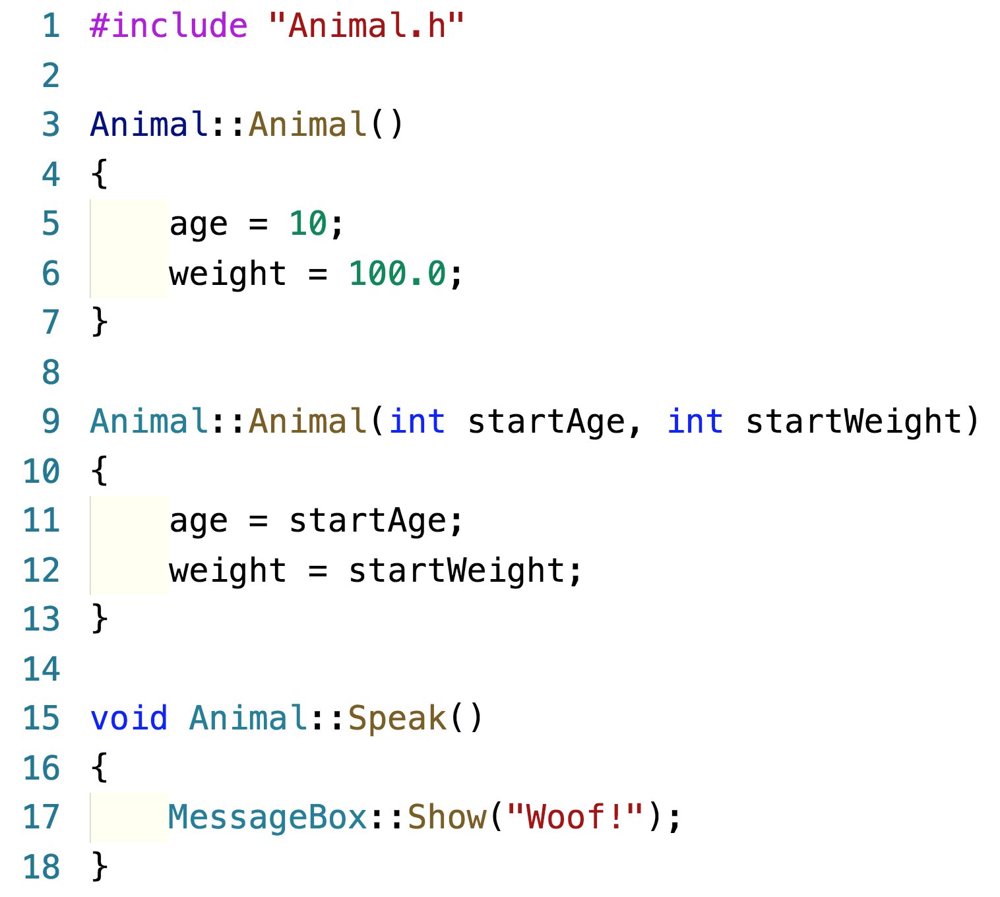 1 #include "Animal.h"
2
3 Animal::Animal()
4 {
5     age = 10;
6     weight = 100.0;
7 }
8
9 Animal::Animal(int startAge, int startWeight)
10 {
11     age = startAge;
12     weight = startWeight;
13 }
14
15 void Animal::Speak()
16 {
17     MessageBox::Show("Woof!");
18 }